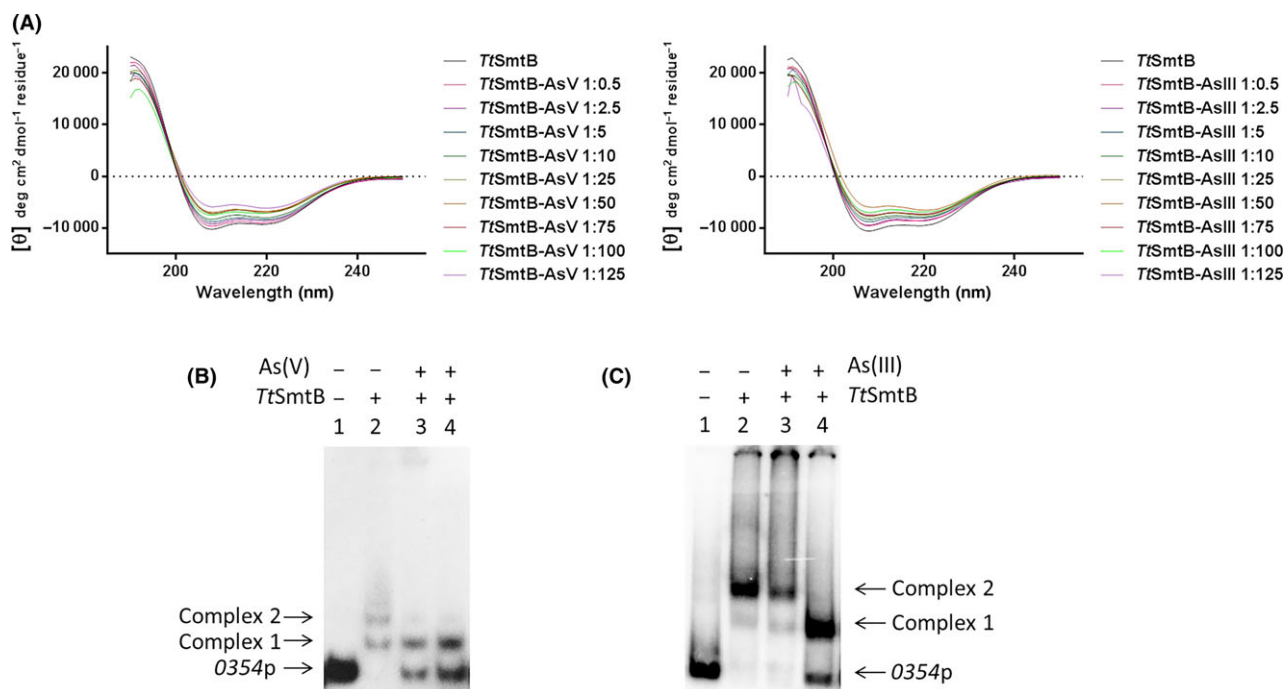 (A)
20 000
10 000
0
−10 000
[θ] deg cm² dmol⁻¹ residue⁻¹
200
220
240
Wavelength (nm)
TtSmtB
TtSmtB-AsV 1:0.5
TtSmtB-AsV 1:2.5
TtSmtB-AsV 1:5
TtSmtB-AsV 1:10
TtSmtB-AsV 1:25
TtSmtB-AsV 1:50
TtSmtB-AsV 1:75
TtSmtB-AsV 1:100
TtSmtB-AsV 1:125
20 000
10 000
0
−10 000
[θ] deg cm² dmol⁻¹ residue⁻¹
200
220
240
Wavelength (nm)
TtSmtB
TtSmtB-AsIII 1:0.5
TtSmtB-AsIII 1:2.5
TtSmtB-AsIII 1:5
TtSmtB-AsIII 1:10
TtSmtB-AsIII 1:25
TtSmtB-AsIII 1:50
TtSmtB-AsIII 1:75
TtSmtB-AsIII 1:100
TtSmtB-AsIII 1:125
(B)
As(V) – – + +
TtSmtB – + + +
1 2 3 4
Complex 2→
Complex 1→
0354p →
(C)
– – + + As(III)
– + + + TtSmtB
1 2 3 4
← Complex 2
← Complex 1
← 0354p